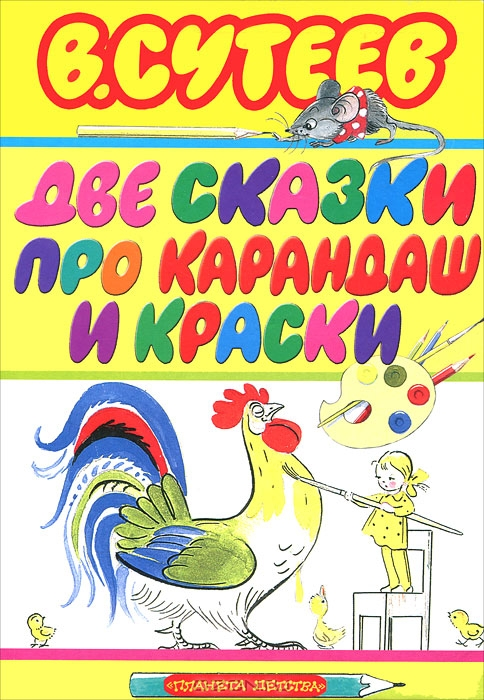 В.СУТЕЕВ
ДВЕ СКАЗКИ
ПРО КАРАНДАШ
И КРАСКИ
«ПЛАНЕТА ДЕТСТВА»